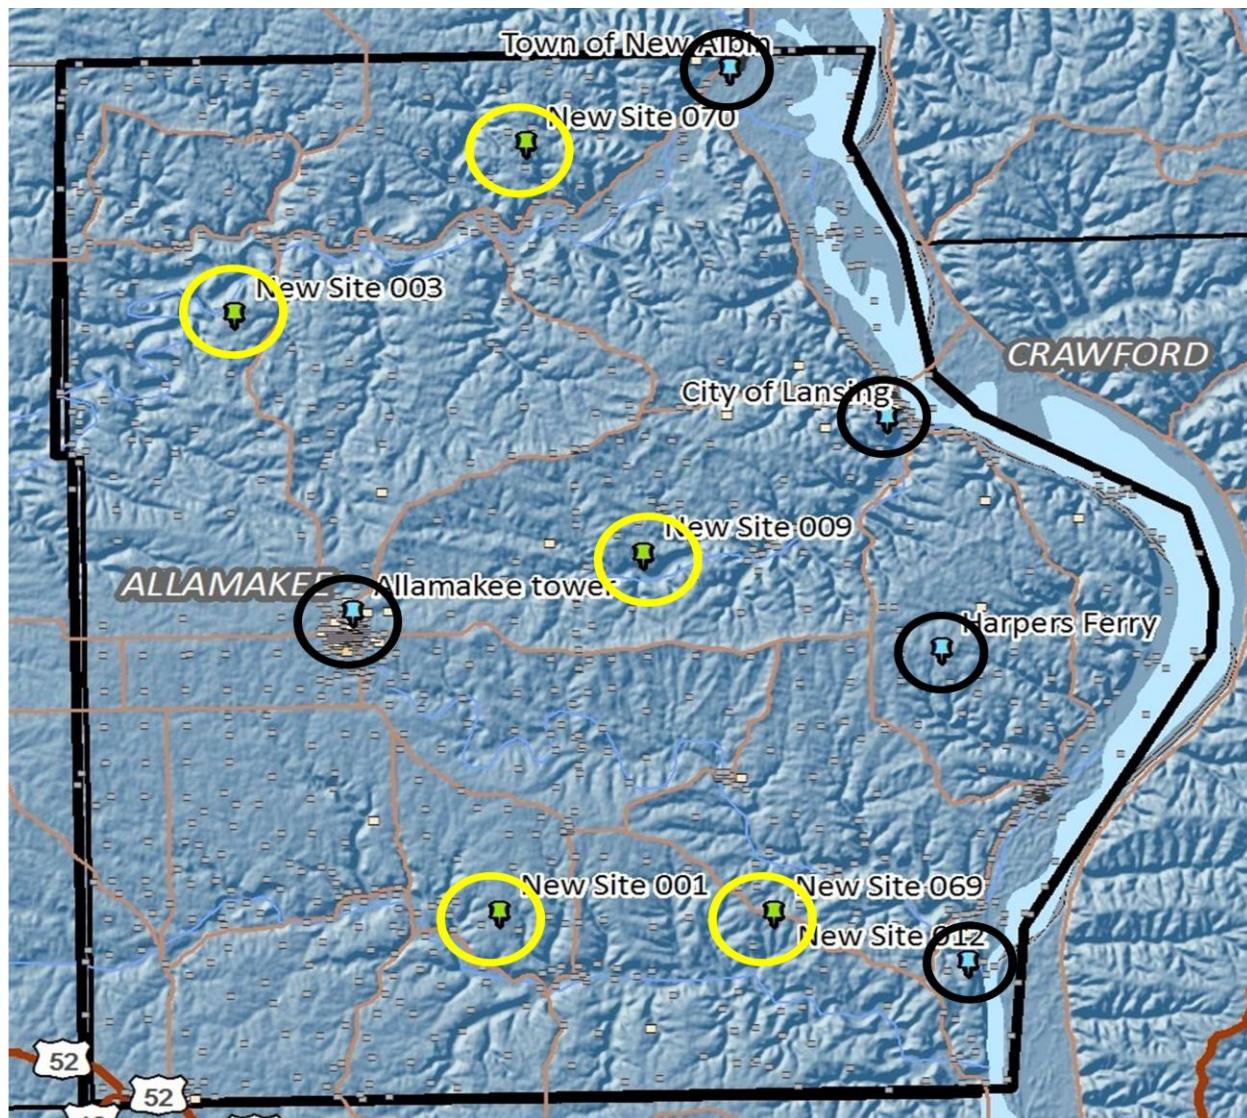 Town of New Albin
New Site 070
New Site 003
CRAWFORD
City of Lansing
New Site 009
ALLAMAKEE
Allamakee tower
Harpers Ferry
New Site 001
New Site 069
New Site 012
52
52